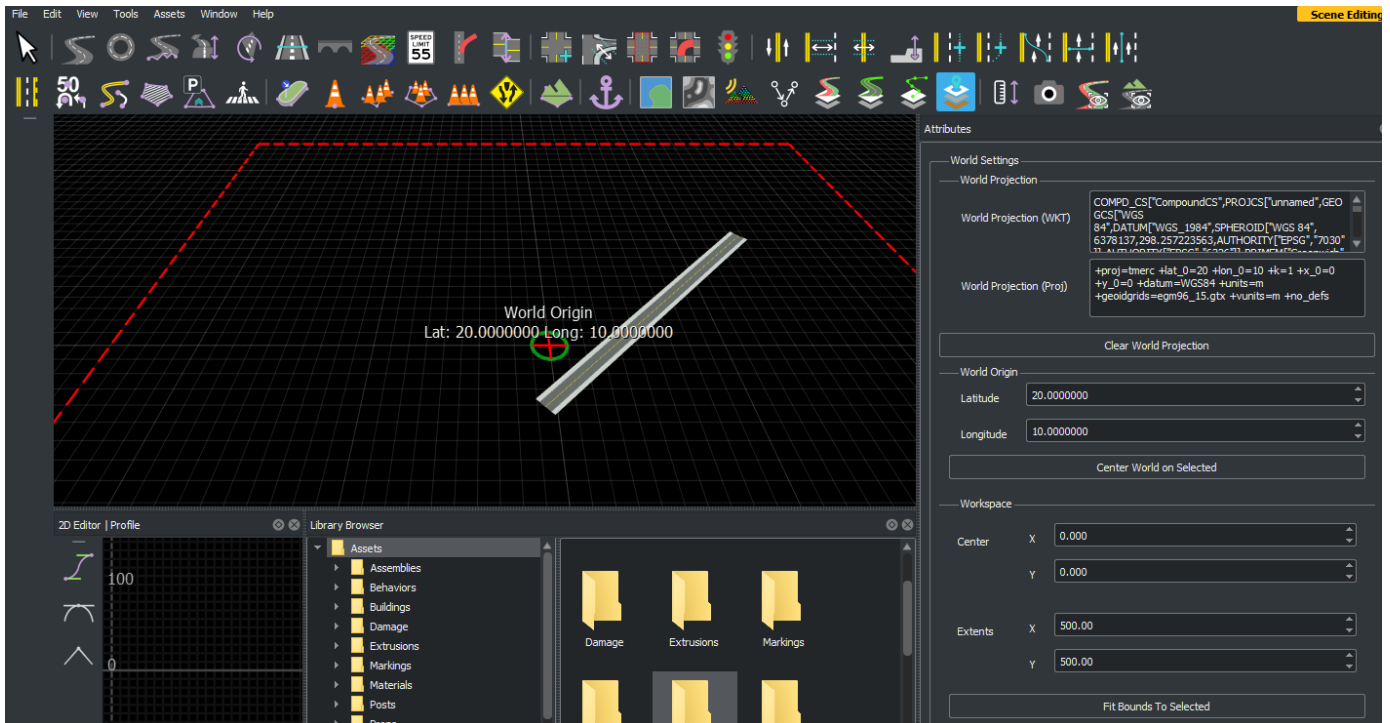 File Edit View Tools Assets Window Help
Scene Editing
SPEED
LIMIT
55
50
P
Attributes
World Settings
World Projection
World Projection (WKT)
COMPD_CS["CompoundCS",PROJCS["unnamed",GEO
GCS["WGS
84",DATUM["WGS_1984",SPHEROID["WGS 84",
6378137,298.257223563,AUTHORITY["EPSG","7030"
World Projection (Proj)
+proj=tmerc +lat_0=20 +lon_0=10 +k=1 +x_0=0
+y_0=0 +datum=WGS84 +units=m
+geoidgrids=egm96_15.gtx +vunits=m +no_defs
Clear World Projection
World Origin
Latitude 20.0000000
Longitude 10.0000000
Center World on Selected
Workspace
Center X 0.000
Y 0.000
Extents X 500.00
Y 500.00
Fit Bounds To Selected
World Origin
Lat: 20.0000000 Long: 10.0000000
2D Editor | Profile
100
0
Library Browser
Assets
Assemblies
Behaviors
Buildings
Damage
Extrusions
Markings
Materials
Posts
Damage
Extrusions
Markings